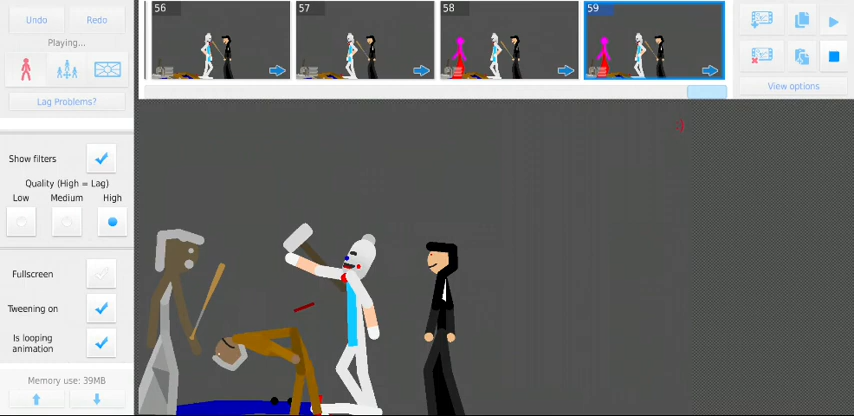 Undo Redo
Playing...
Lag Problems?
56 57 58 59
View options
Show filters
Quality (High = Lag)
Low Medium High
Fullscreen
Tweening on
Is looping
animation
Memory use: 39MB
:)